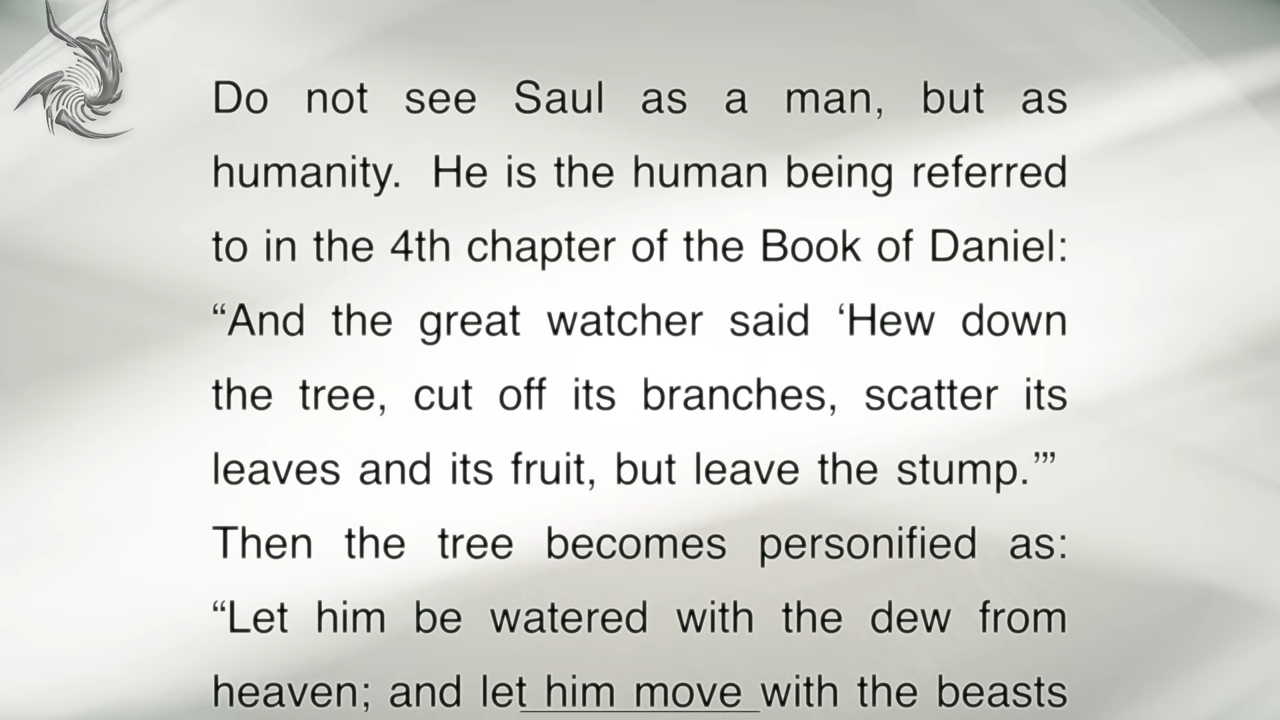 Do not see Saul as a man, but as
humanity. He is the human being referred
to in the 4th chapter of the Book of Daniel:
“And the great watcher said ‘Hew down
the tree, cut off its branches, scatter its
leaves and its fruit, but leave the stump.’”
Then the tree becomes personified as:
“Let him be watered with the dew from
heaven; and let him move with the beasts